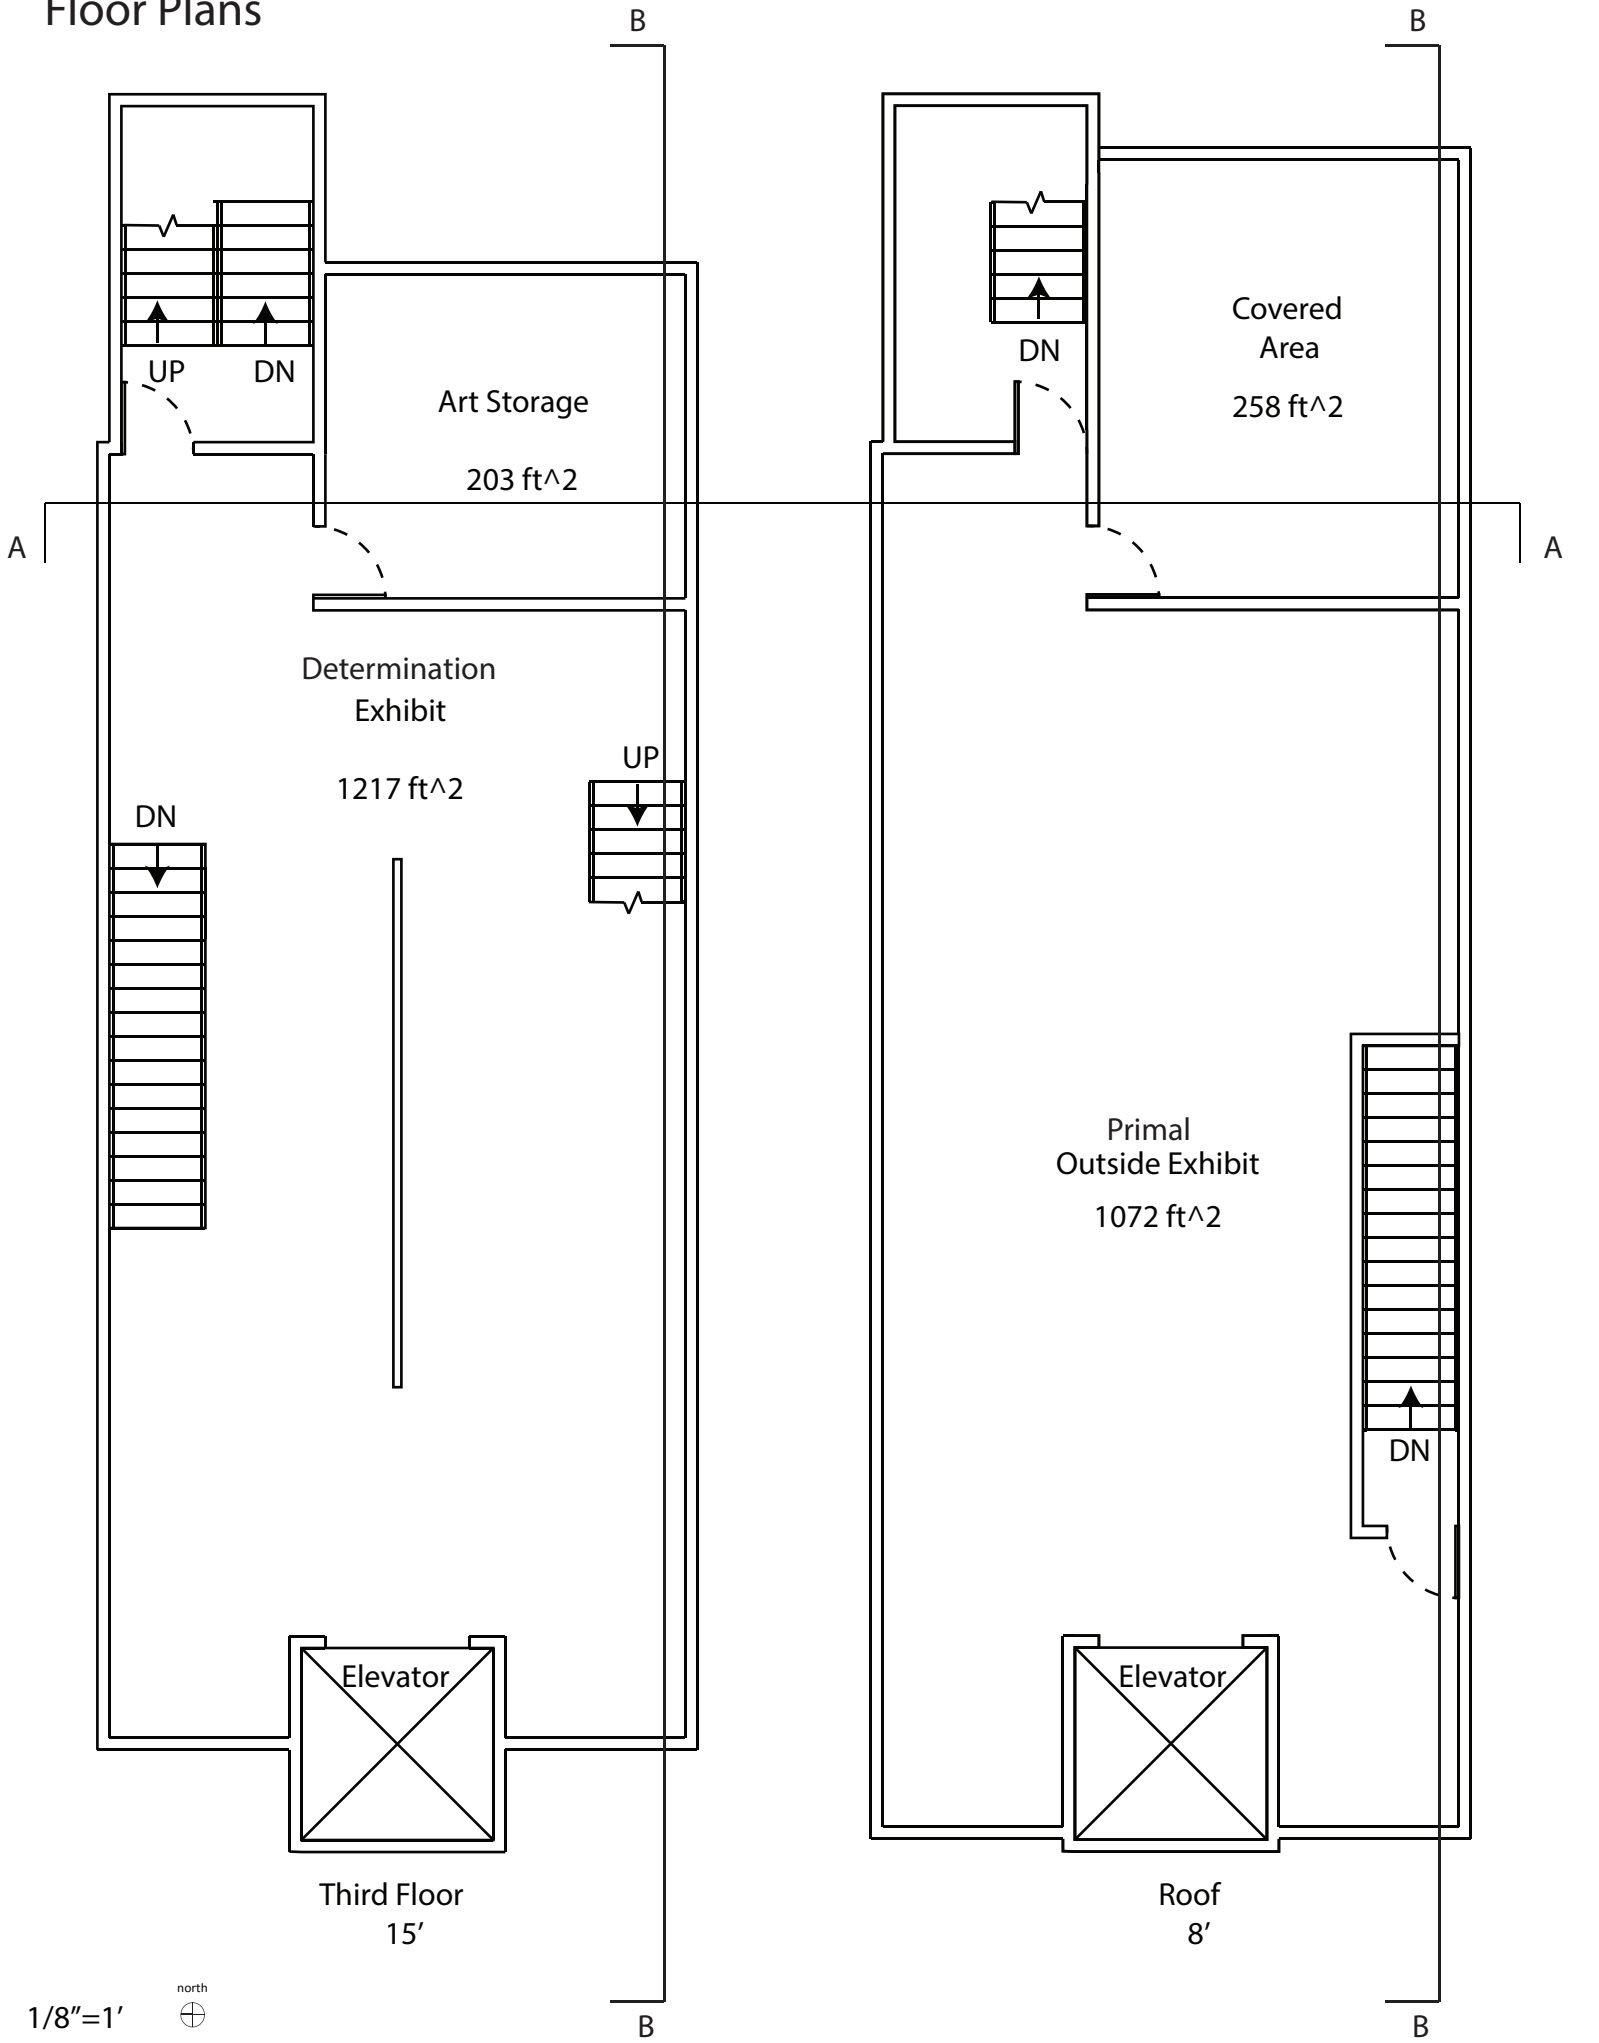 Floor Plans
B
B
UP
DN
Art Storage
203 ft^2
DN
Covered
Area
258 ft^2
A
A
Determination
Exhibit
1217 ft^2
UP
DN
Primal
Outside Exhibit
1072 ft^2
DN
Elevator
Elevator
Third Floor
15’
Roof
8’
north
1/8”=1’
B
B